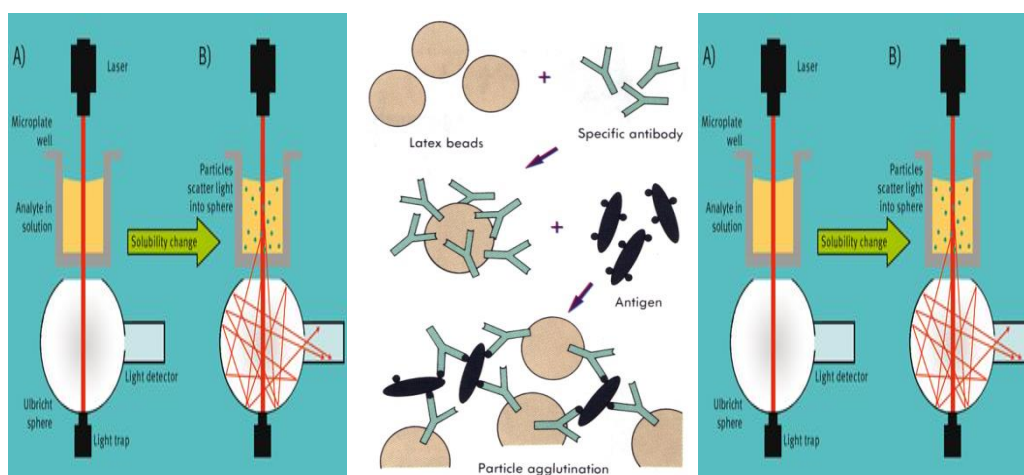 A)
B)
Laser
Microplate
well
Particles
scatter light
into sphere
Analyte in
solution
Solubility change
Light detector
Ulbricht
sphere
Light trap
+
Latex beads
Specific antibody
+
Antigen
Particle agglutination
A)
B)
Laser
Microplate
well
Particles
scatter light
into sphere
Analyte in
solution
Solubility change
Light detector
Ulbricht
sphere
Light trap